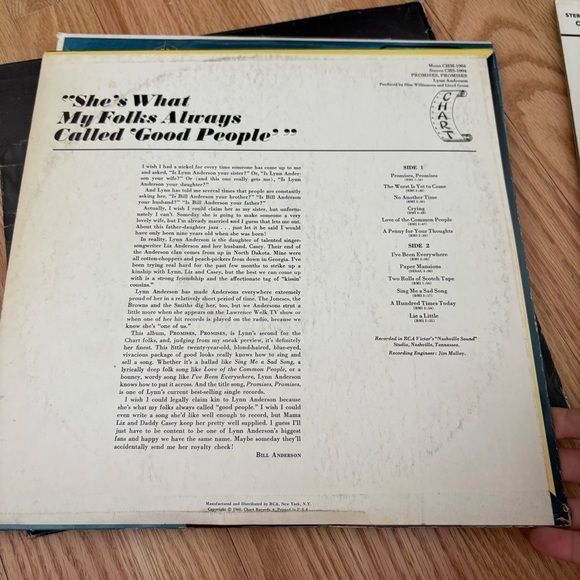 STER
C
Mono CHM-1004
Stereo CHS-1004
PROMISES, PROMISES
Lynn Anderson
Produced by Slim Williamson and
CHART
"She's What
My Folks Always
Called 'Good People' "
I wish I had a nickel for every time someone has come up to me
and asked, "Is Lynn Anderson your sister?" Or, "Is Lynn Ander-
son your wife?" Or (and this one really gets me), "Is Lynn
Anderson your daughter?"
And Lynn has told me several times that people are constantly
asking her, "Is Bill Anderson your brother?" "Is Bill Anderson
your husband?" "Is Bill Anderson your father?"
Actually, I wish I could claim her as my sister, but unfortu-
nately I can't. Someday she is going to make someone a very
lovely wife, but I'm already married and I guess that lets me out.
About this father-daughter jazz . . . just let it be said I would
have only been nine years old when she was born!
In reality, Lynn Anderson is the daughter of talented singer-
songwriter Liz Anderson and her husband, Casey. Their end of
the Anderson clan comes from up in North Dakota. Mine were
all cotton-choppers and peach-pickers from down in Georgia. I've
been trying real hard for the past few months to strike up a
kinship with Lynn, Liz and Casey, but the best we can come up
with is a strong friendship and the affectionate tag of "kissin'
cousins."
Lynn Anderson has made Andersons everywhere extremely
proud of her in a relatively short period of time. The Joneses, the
Browns and the Smiths dig her, too, but we Andersons strut a
little more when she appears on the Lawrence Welk TV show or
when one of her hit records is played on the radio, because we
know she's "one of us."
This album, PROMISES, PROMISES, is Lynn's second for the
Chart folks, and, judging from my sneak preview, it's definitely
her finest. This little twenty-year-old, blondhaired, blue-eyed,
vivacious package of good looks really knows how to sing and
sell a song. Whether it's a ballad like Sing Me a Sad Song, a
lyrically deep folk song like Love of the Common People, or a
bouncy, wordy song like I've Been Everywhere, Lynn Anderson
knows how to put it across. And the title song, Promises, Promises,
is one of Lynn's current best-selling single records.
I wish I could legally claim kin to Lynn Anderson because
she's what my folks always called "good people." I wish I could
even write a song she'd like well enough to record, but Mama
Liz and Daddy Casey keep her pretty well supplied. I guess I'll
just have to be content to be one of Lynn Anderson's biggest
fans and happy we have the same name. Maybe someday they'll
accidentally send me her royalty check!
BILL ANDERSON
SIDE 1
Promises, Promises
The Worst Is Yet to Come
No Another Time
Crying
Love of the Common People
A Penny for Your Thoughts
SIDE 2
I've Been Everywhere
Paper Mansions
Two Rolls of Scotch Tape
Sing Me a Sad Song
A Hundred Times Today
Lie a Little
Recorded in RCA Victor's "Nashville Sound"
Studio, Nashville, Tennessee.
Recording Engineer: Jim Malloy.
Manufactured and Distributed by RCA, New York, N.Y.
Copyright © 1968, Chart Records • Printed in U.S.A.